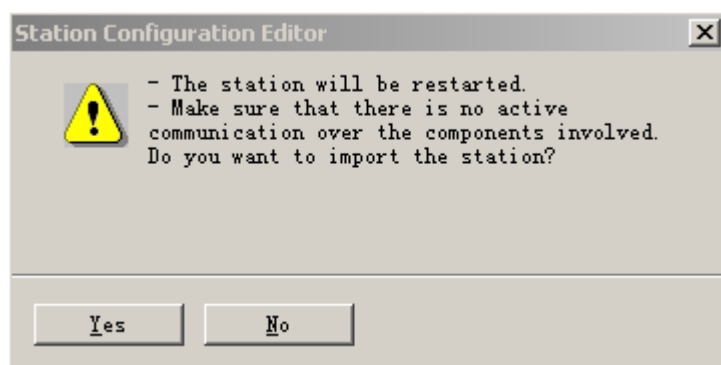 Station Configuration Editor
- The station will be restarted.
- Make sure that there is no active
communication over the components involved.
Do you want to import the station?
Yes
No